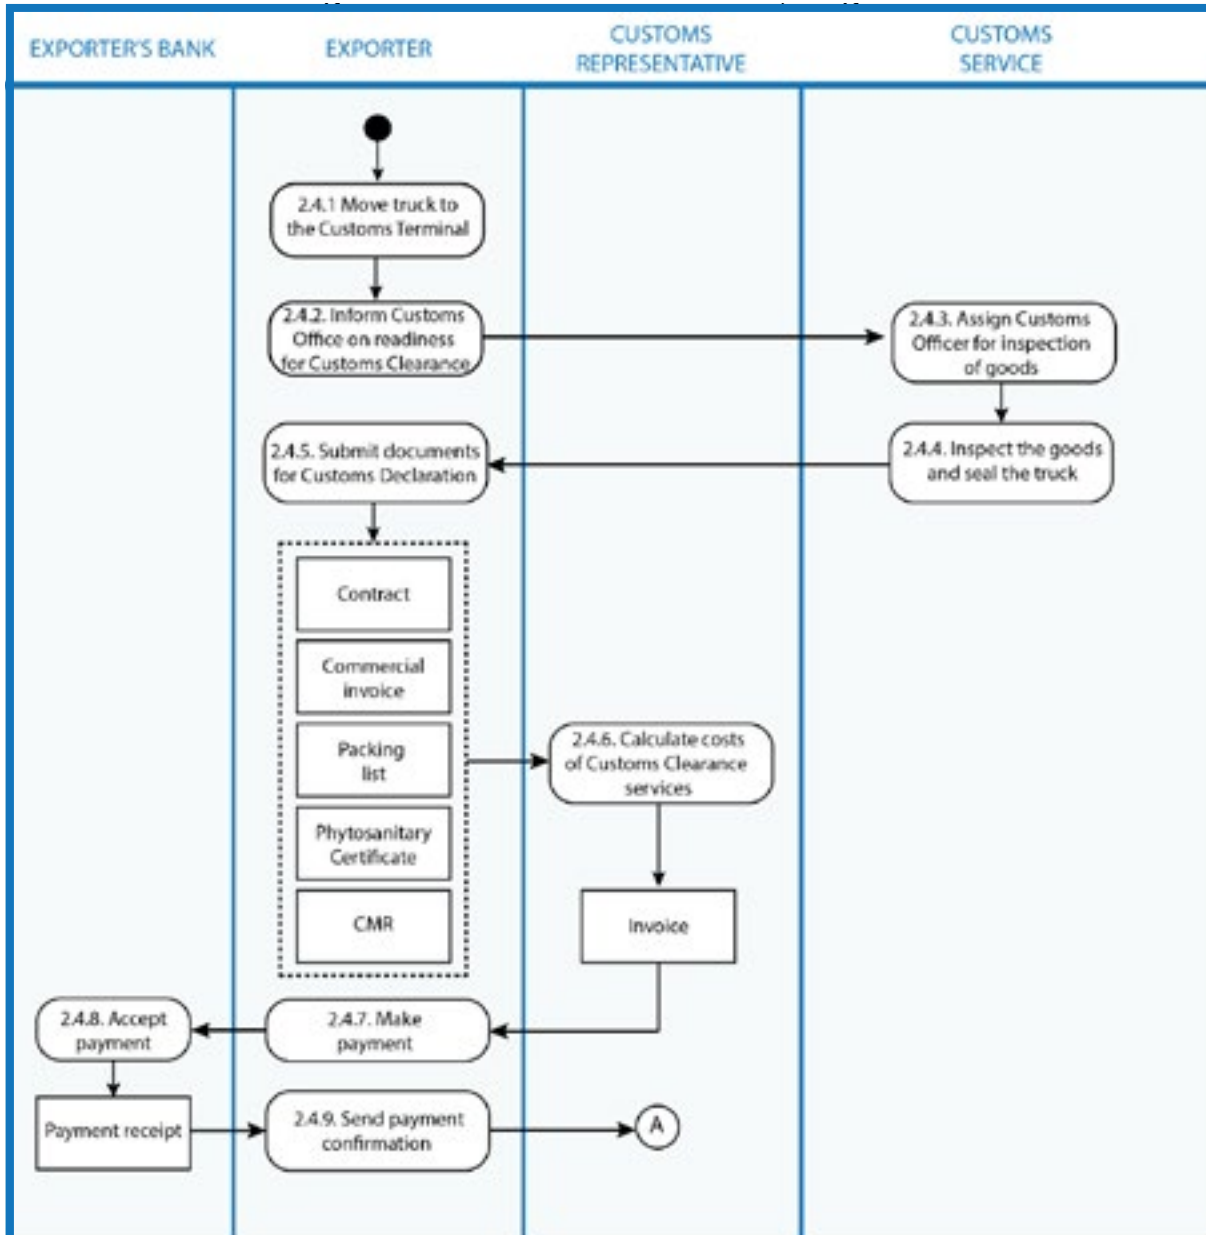 EXPORTER'S BANK
EXPORTER
CUSTOMS
REPRESENTATIVE
CUSTOMS
SERVICE
2.4.1 Move truck to
the Customs Terminal
2.4.2. Inform Customs
Office on readiness
for Customs Clearance
2.4.3. Assign Customs
Officer for inspection
of goods
2.4.5. Submit documents
for Customs Declaration
2.4.4. Inspect the goods
and seal the truck
Contract
Commercial
invoice
Packing
list
Phytosanitary
Certificate
CMR
2.4.6. Calculate costs
of Customs Clearance
services
Invoice
2.4.8. Accept
payment
2.4.7. Make
payment
Payment receipt
2.4.9. Send payment
confirmation
A